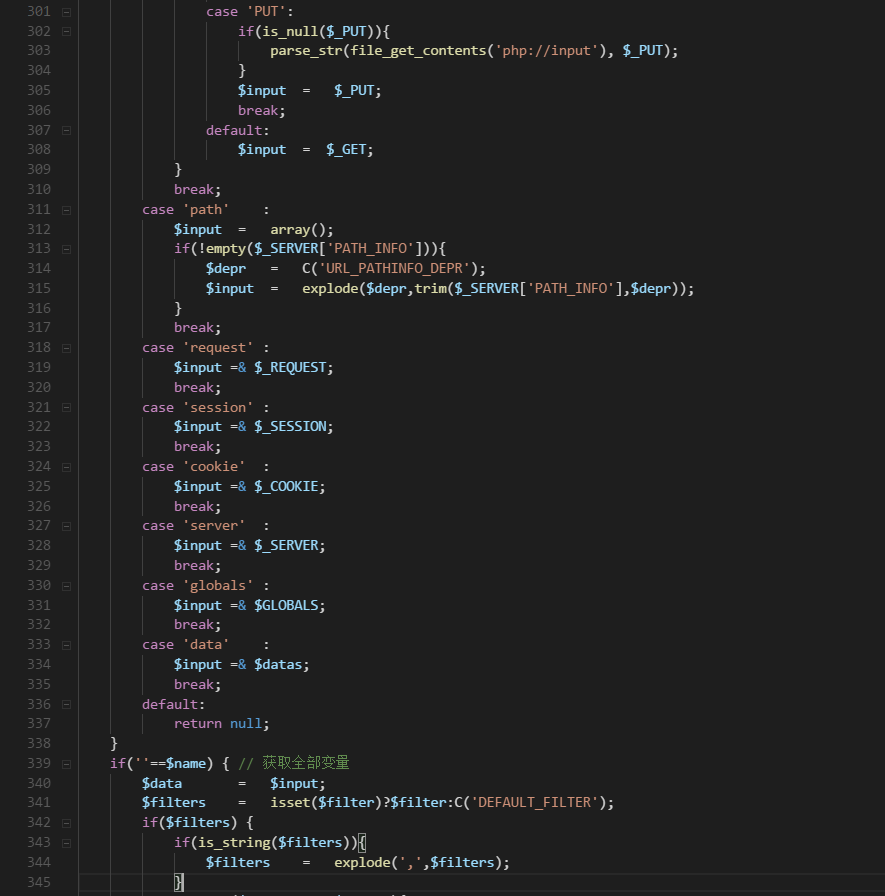 301 case 'PUT':
302 if(is_null($_PUT)){
303 parse_str(file_get_contents('php://input'), $_PUT);
304 }
305 $input = $_PUT;
306 break;
307 default:
308 $input = $_GET;
309 }
310 break;
311 case 'path' :
312 $input = array();
313 if(!empty($_SERVER['PATH_INFO'])){
314 $depr = C('URL_PATHINFO_DEPR');
315 $input = explode($depr,trim($_SERVER['PATH_INFO'],$depr));
316 }
317 break;
318 case 'request' :
319 $input =& $_REQUEST;
320 break;
321 case 'session' :
322 $input =& $_SESSION;
323 break;
324 case 'cookie' :
325 $input =& $_COOKIE;
326 break;
327 case 'server' :
328 $input =& $_SERVER;
329 break;
330 case 'globals' :
331 $input =& $GLOBALS;
332 break;
333 case 'data' :
334 $input =& $datas;
335 break;
336 default:
337 return null;
338 }
339 if(''==$name) { // 获取全部变量
340 $data = $input;
341 $filters = isset($filter)?$filter:C('DEFAULT_FILTER');
342 if($filters) {
343 if(is_string($filters)){
344 $filters = explode(',',$filters);
345 }